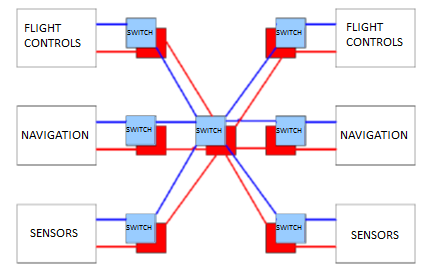 FLIGHT
CONTROLS
SWITCH
SWITCH
FLIGHT
CONTROLS
NAVIGATION
SWITCH
SWITCH
SWITCH
NAVIGATION
SENSORS
SWITCH
SWITCH
SENSORS